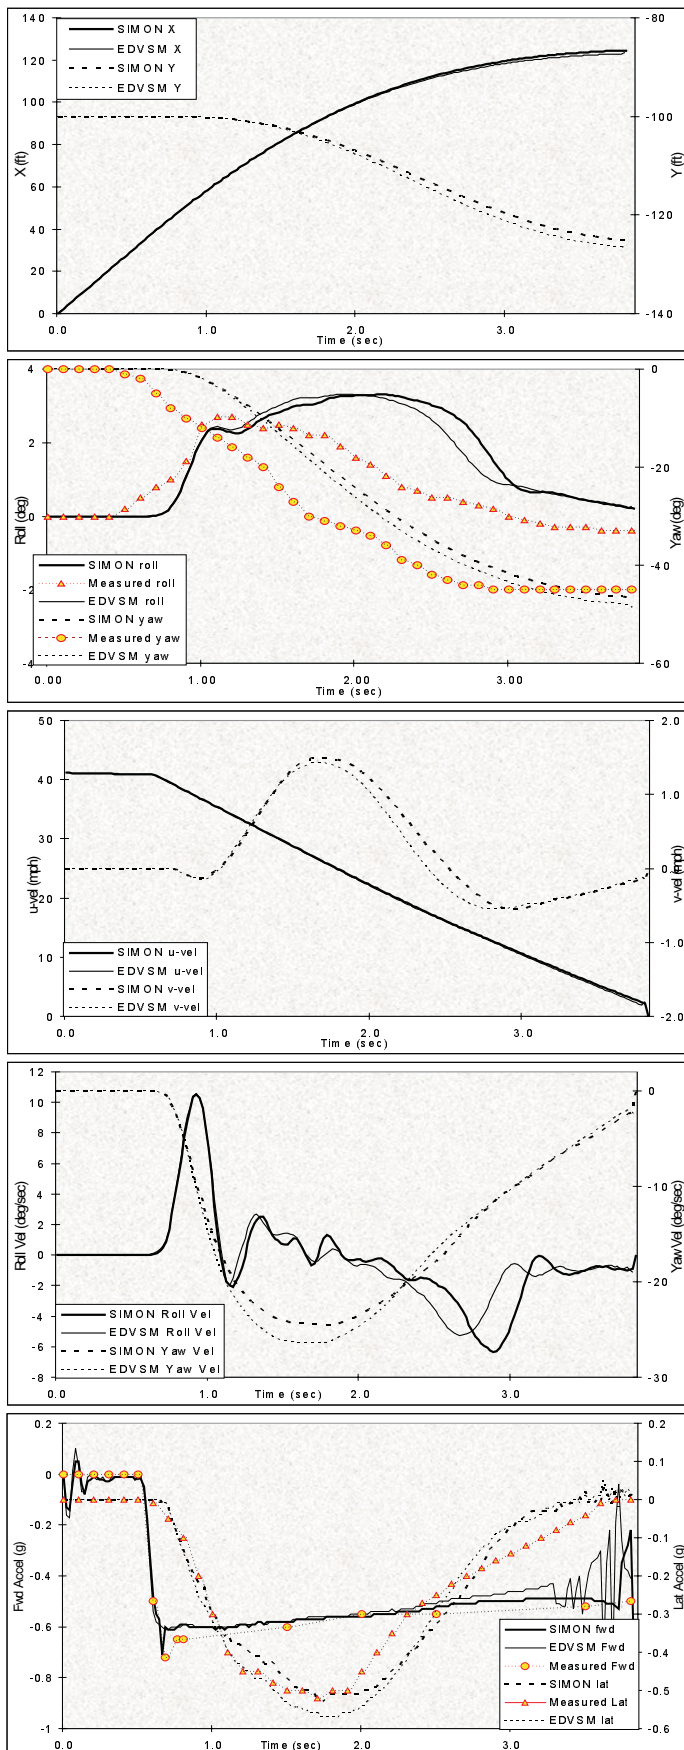 140
120
100
80
60
40
20
0
X (ft)
SIMON X
EDVSM X
SIMON Y
EDVSM Y
-80
-100
-120
-140
Y (ft)
0.0 1.0 2.0 3.0
Time (sec)
4
2
0
-2
-4
Roll (deg)
SIMON roll
Measured roll
EDVSM roll
SIMON yaw
Measured yaw
EDVSM yaw
0
-20
-40
-60
Yaw (deg)
0.00 1.00 2.00 3.00
Time (sec)
50
40
30
20
10
0
u-vel (mph)
SIMON u-vel
EDVSM u-vel
SIMON v-vel
EDVSM v-vel
2.0
1.0
0.0
-1.0
-2.0
v-vel (mph)
0.0 1.0 2.0 3.0
Time (sec)
12
10
8
6
4
2
0
-2
-4
-6
-8
Roll Vel (deg/sec)
SIMON Roll Vel
EDVSM Roll Vel
SIMON Yaw Vel
EDVSM Yaw Vel
0
-10
-20
-30
Yaw Vel (deg/sec)
0.0 1.0 2.0 3.0
Time (sec)
0.2
0
-0.2
-0.4
-0.6
-0.8
-1
Fwd Accel (g)
SIMON fwd
EDVSM Fwd
Measured Fwd
SIMON lat
Measured Lat
EDVSM lat
0.2
0.1
0
-0.1
-0.2
-0.3
-0.4
-0.5
-0.6
Lat Accel (g)
0.0 1.0 2.0 3.0
Time (sec)